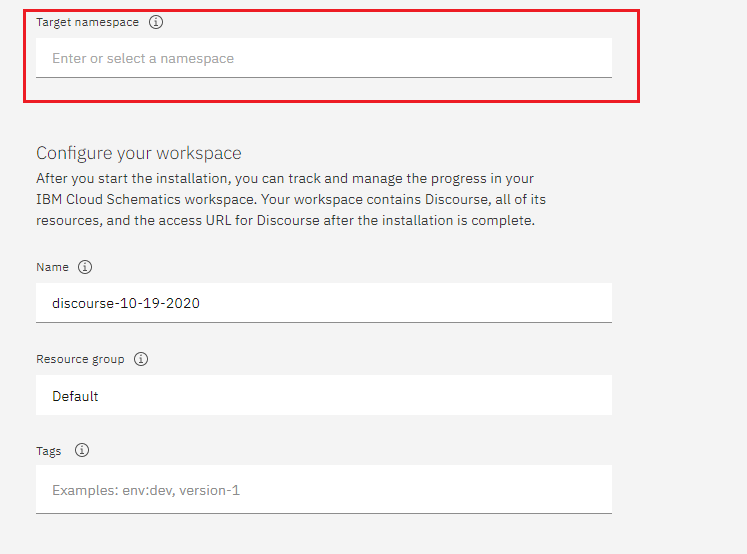 Target namespace
Enter or select a namespace
Configure your workspace
After you start the installation, you can track and manage the progress in your
IBM Cloud Schematics workspace. Your workspace contains Discourse, all of its
resources, and the access URL for Discourse after the installation is complete.
Name
discourse-10-19-2020
Resource group
Default
Tags
Examples: env:dev, version-1